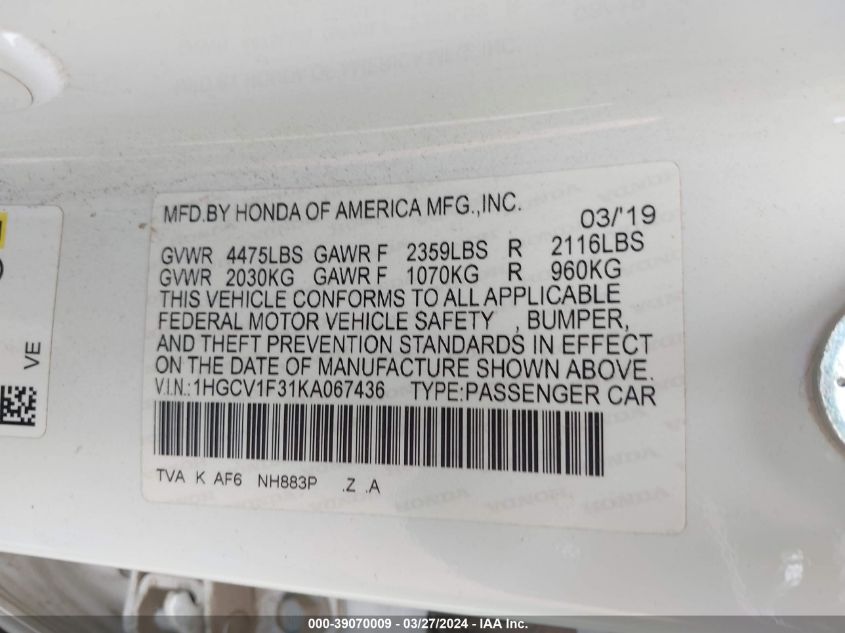 MFD.BY HONDA OF AMERICA MFG.,INC. 03/'19
GVWR 4475LBS GAWR F 2359LBS R 2116LBS
GVWR 2030KG GAWR F 1070KG R 960KG
THIS VEHICLE CONFORMS TO ALL APPLICABLE
FEDERAL MOTOR VEHICLE SAFETY , BUMPER,
AND THEFT PREVENTION STANDARDS IN EFFECT
ON THE DATE OF MANUFACTURE SHOWN ABOVE.
V.I.N.:1HGCV1F31KA067436 TYPE:PASSENGER CAR
TVA K AF6 NH883P .Z .A
VE
000-39070009 - 03/27/2024 - IAA Inc.